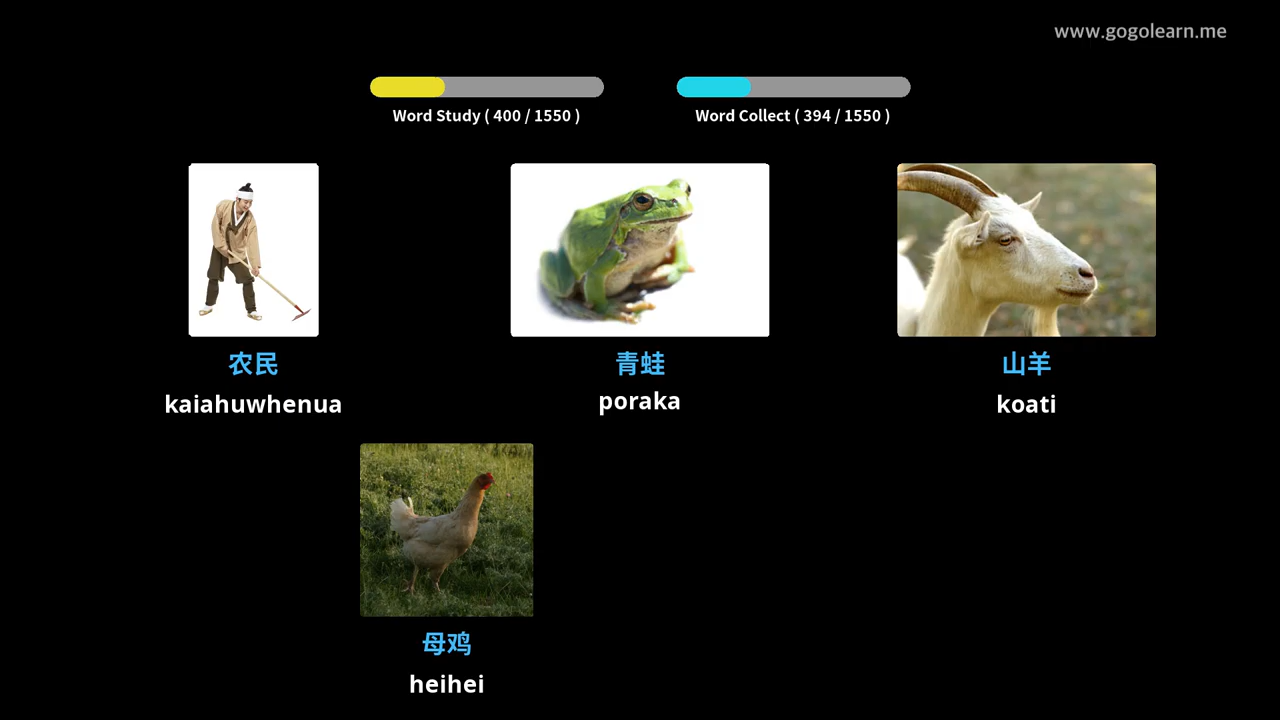 www.gogolearn.me
Word Study ( 400 / 1550 )
Word Collect ( 394 / 1550 )
农民
kaiahuwhenua
青蛙
poraka
山羊
koati
母鸡
heihei